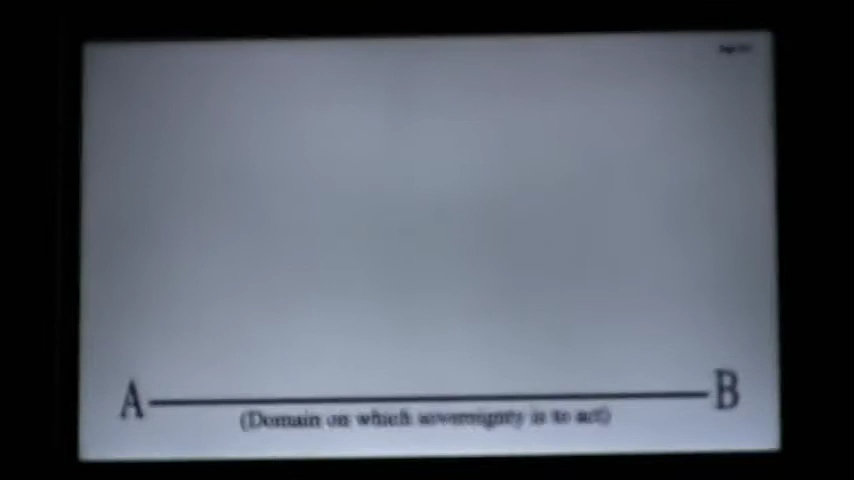 A B
(Domain on which sovereignty is to act)